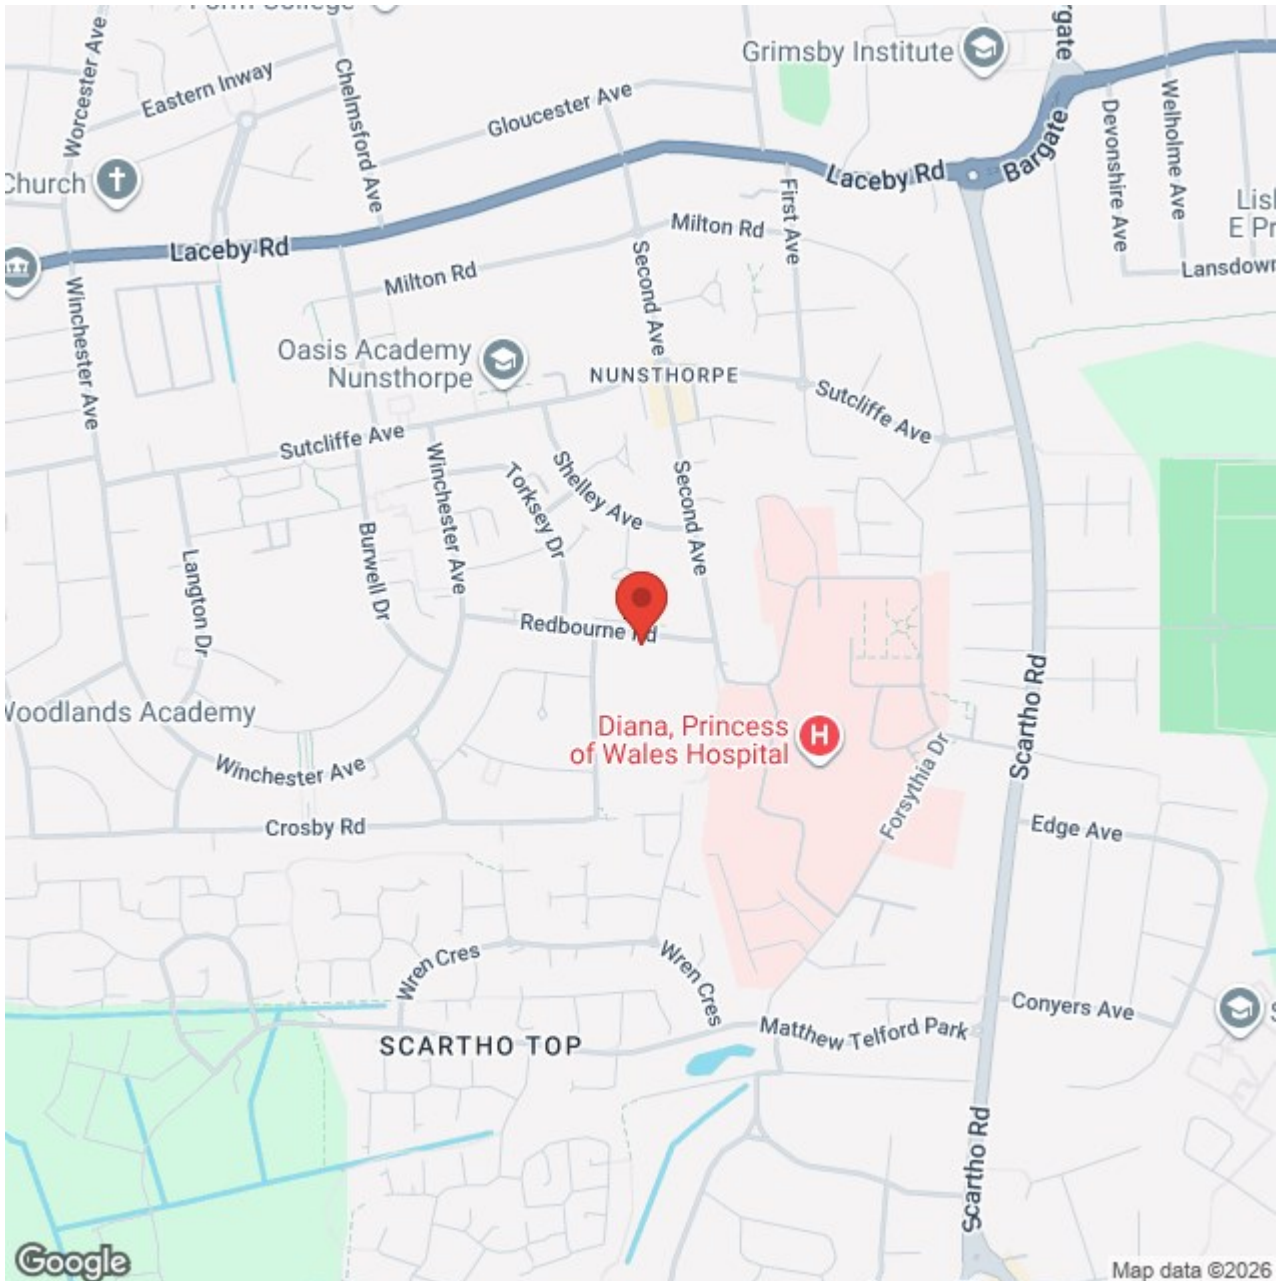 Form College
Worcester Ave
Eastern Inway
Chelmsford Ave
Gloucester Ave
Grimsby Institute
Bargate
Devonshire Ave
Welholme Ave
Church
Laceby Rd
Laceby Rd
Milton Rd
Milton Rd
First Ave
Second Ave
E Pr
Lansdown
Winchester Ave
Oasis Academy
Nunsthorpe
NUNSTHORPE
Sutcliffe Ave
Sutcliffe Ave
Winchester Ave
Torksey Dr
Shelley Ave
Second Ave
Langton Dr
Burwell Dr
Redbourne Rd
Scartho Rd
Woodlands Academy
Diana, Princess
of Wales Hospital
H
Winchester Ave
Crosby Rd
Forsythia Dr
Edge Ave
Wren Cres
Wren Cres
Conyers Ave
Matthew Telford Park
SCARTHO TOP
Scartho Rd
Google
Map data ©2026